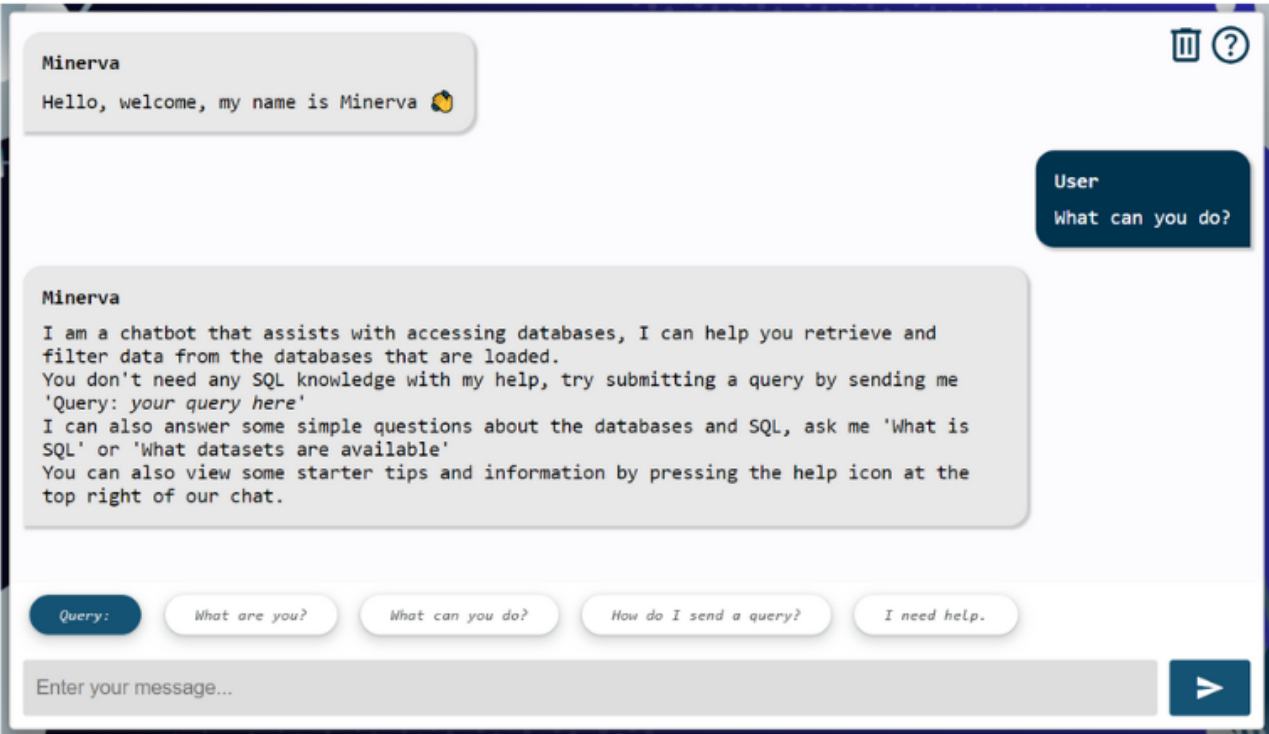 Minerva
Hello, welcome, my name is Minerva 👏
User
What can you do?
Minerva
I am a chatbot that assists with accessing databases, I can help you retrieve and
filter data from the databases that are loaded.
You don't need any SQL knowledge with my help, try submitting a query by sending me
'Query: your query here'
I can also answer some simple questions about the databases and SQL, ask me 'What is
SQL' or 'What datasets are available'
You can also view some starter tips and information by pressing the help icon at the
top right of our chat.
Query:
What are you?
What can you do?
How do I send a query?
I need help.
Enter your message...